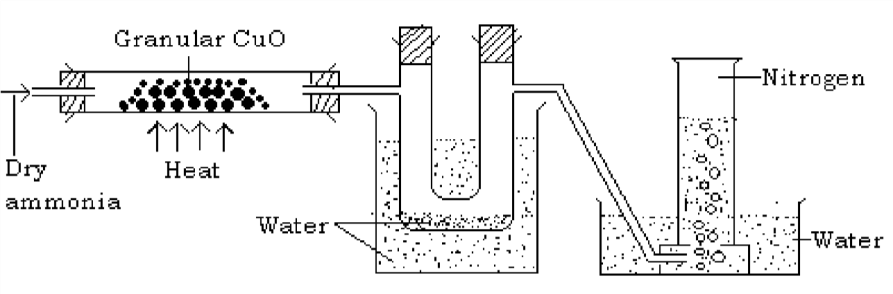 Granular CuO
Nitrogen
Dry
ammonia
Heat
Water
Water